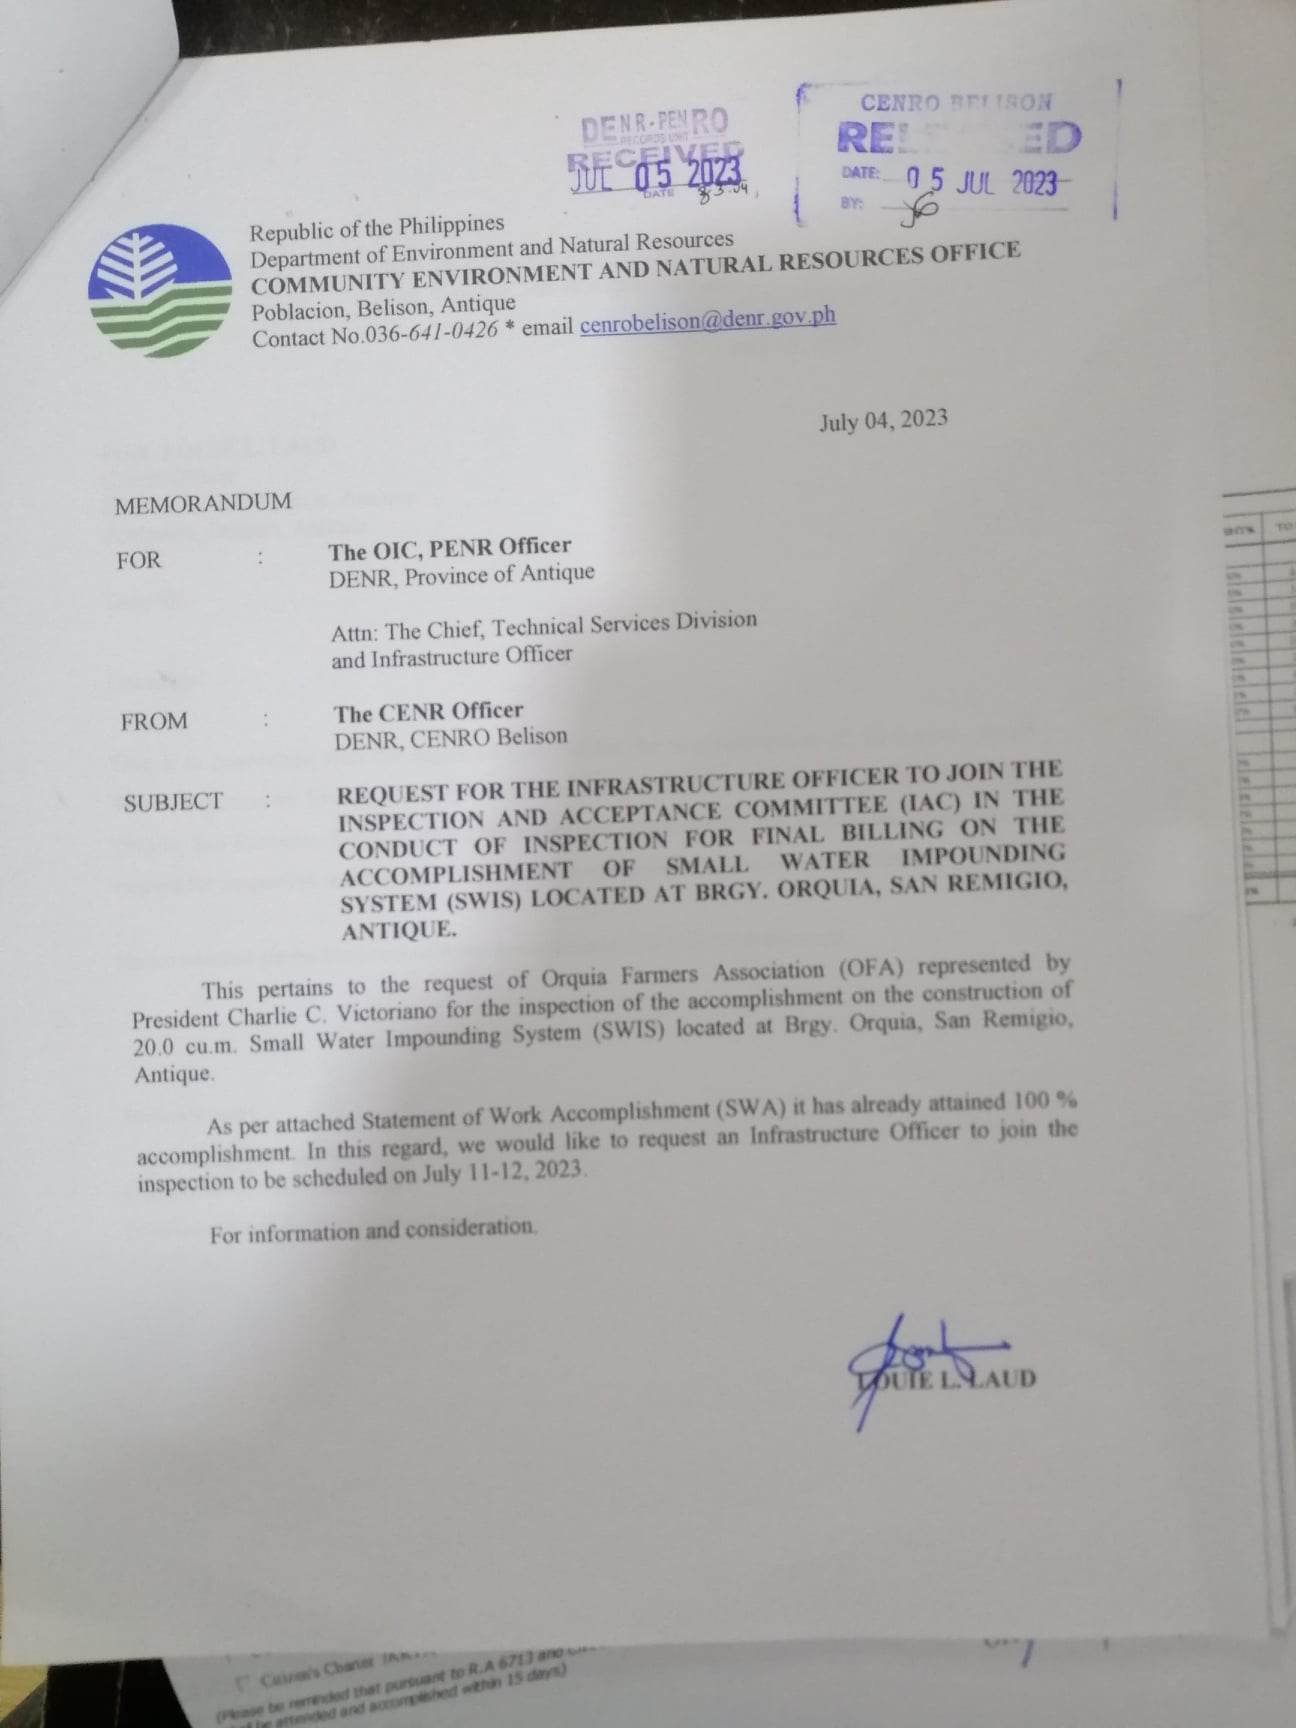 DENR-PENRO
RECORDS UNIT
RECEIVED
JUL 05 2023
DATE
CENRO BELISON
RE ED
DATE: 05 JUL 2023
BY:
Republic of the Philippines
Department of Environment and Natural Resources
COMMUNITY ENVIRONMENT AND NATURAL RESOURCES OFFICE
Poblacion, Belison, Antique
Contact No.036-641-0426 * email cenrobelison@denr.gov.ph
July 04, 2023
MEMORANDUM
FOR : The OIC, PENR Officer
DENR, Province of Antique
Attn: The Chief, Technical Services Division
and Infrastructure Officer
FROM : The CENR Officer
DENR, CENRO Belison
SUBJECT : REQUEST FOR THE INFRASTRUCTURE OFFICER TO JOIN THE
INSPECTION AND ACCEPTANCE COMMITTEE (IAC) IN THE
CONDUCT OF INSPECTION FOR FINAL BILLING ON THE
ACCOMPLISHMENT OF SMALL WATER IMPOUNDING
SYSTEM (SWIS) LOCATED AT BRGY. ORQUIA, SAN REMIGIO,
ANTIQUE.
This pertains to the request of Orquia Farmers Association (OFA) represented by
President Charlie C. Victoriano for the inspection of the accomplishment on the construction of
20.0 cu.m. Small Water Impounding System (SWIS) located at Brgy. Orquia, San Remigio,
Antique.
As per attached Statement of Work Accomplishment (SWA) it has already attained 100 %
accomplishment. In this regard, we would like to request an Infrastructure Officer to join the
inspection to be scheduled on July 11-12, 2023.
For information and consideration.
LOUIE L. LAUD
Citizen's Charter
(Please be reminded that pursuant to R.A 6713 and
be attended and accomplished within 15 days)